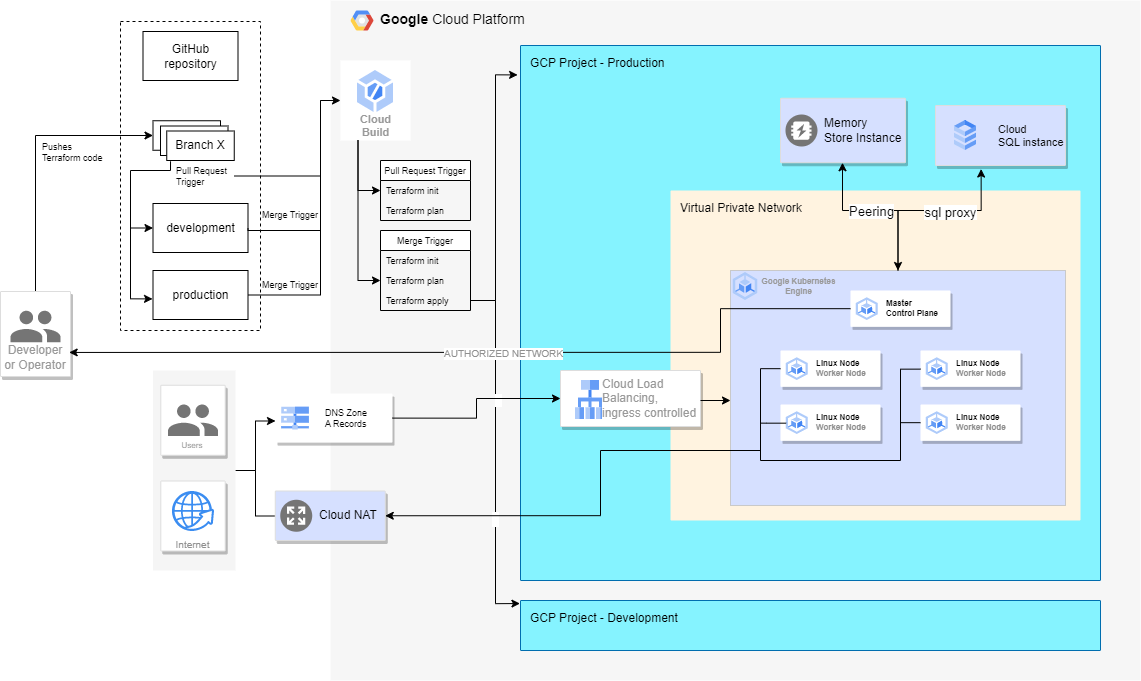 Google Cloud Platform
GitHub
repository
Branch X
Pushes
Terraform code
Pull Request
Trigger
development
Merge Trigger
production
Merge Trigger
Developer
or Operator
Cloud
Build
Pull Request Trigger
Terraform init
Terraform plan
Merge Trigger
Terraform init
Terraform plan
Terraform apply
GCP Project - Production
Memory
Store Instance
Cloud
SQL instance
Virtual Private Network
Peering
sql proxy
Google Kubernetes
Engine
Master
Control Plane
AUTHORIZED NETWORK
Linux Node
Worker Node
Linux Node
Worker Node
Linux Node
Worker Node
Linux Node
Worker Node
Cloud Load
Balancing,
ingress controlled
Users
DNS Zone
A Records
Internet
Cloud NAT
GCP Project - Development